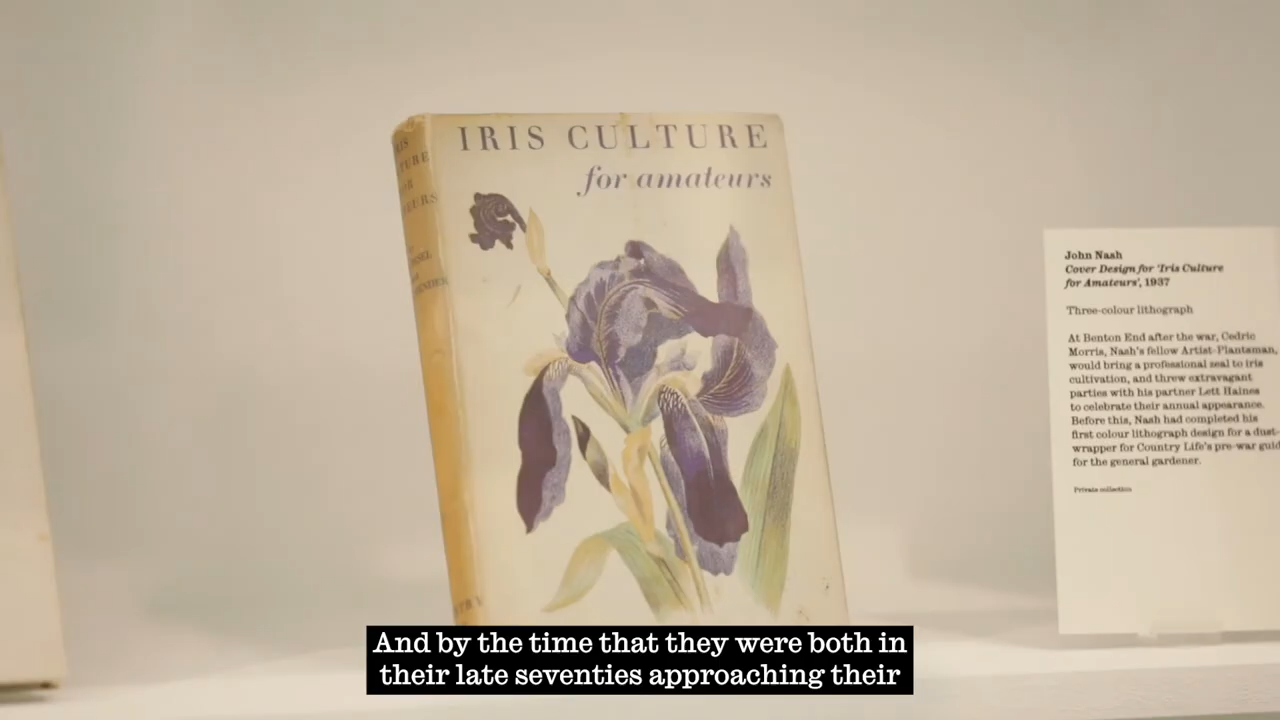 IRIS CULTURE
for amateurs
John Nash
Cover Design for 'Iris Culture
for Amateurs', 1937
Three-colour lithograph
At Benton End after the war, Cedric
Morris, Nash's fellow Artist-Plantsman,
would bring a professional zeal to iris
cultivation, and threw extravagant
parties with his partner Lett Haines
to celebrate their annual appearance.
Before this, Nash had completed his
first colour lithograph design for a dust-
wrapper for Country Life's pre-war guid
for the general gardener.
Private collection
And by the time that they were both in
their late seventies approaching their